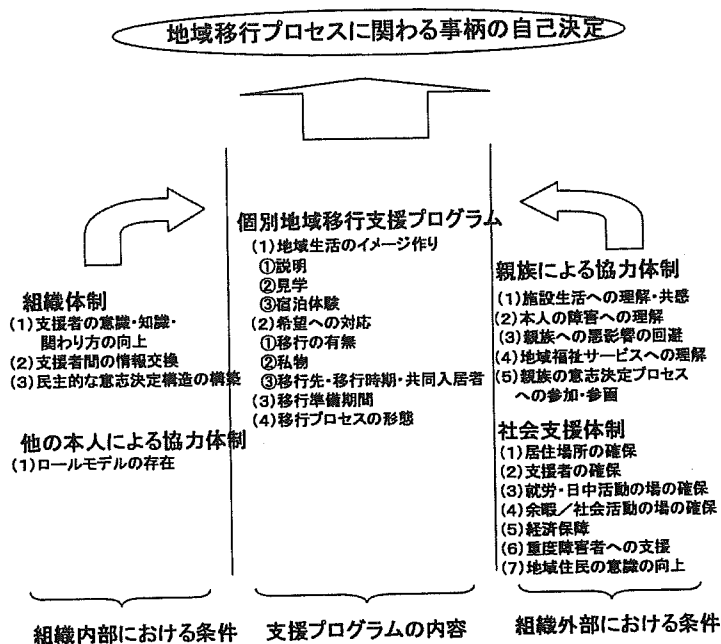 地域移行プロセスに関わる事柄の自己決定
組織体制
(1)支援者の意識・知識・
関わり方の向上
(2)支援者間の情報交換
(3)民主的な意志決定構造の構築
他の本人による協力体制
(1)ロールモデルの存在
組織内部における条件
個別地域移行支援プログラム
(1)地域生活のイメージ作り
①説明
②見学
③宿泊体験
(2)希望への対応
①移行の有無
②私物
③移行先・移行時期・共同入居者
(3)移行準備期間
(4)移行プロセスの形態
支援プログラムの内容
親族による協力体制
(1)施設生活への理解・共感
(2)本人の障害への理解
(3)親族への悪影響の回避
(4)地域福祉サービスへの理解
(5)親族の意志決定プロセス
への参加・参画
社会支援体制
(1)居住場所の確保
(2)支援者の確保
(3)就労・日中活動の場の確保
(4)余暇／社会活動の場の確保
(5)経済保障
(6)重度障害者への支援
(7)地域住民の意識の向上
組織外部における条件